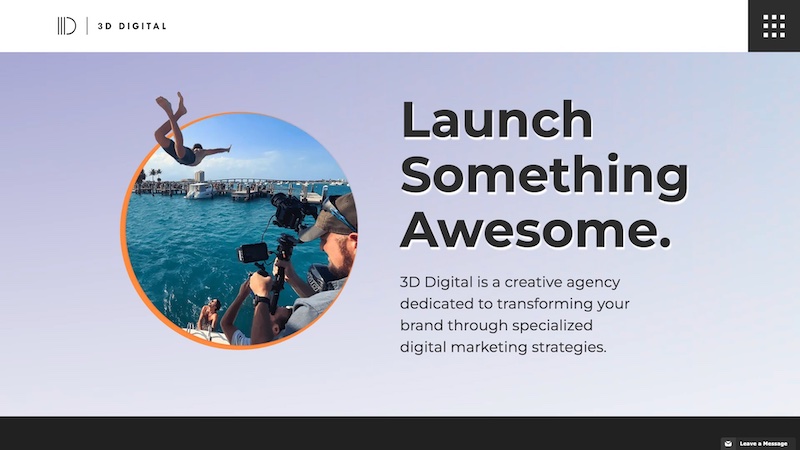 3D DIGITAL
Launch
Something
Awesome.
3D Digital is a creative agency
dedicated to transforming your
brand through specialized
digital marketing strategies.
Leave a Message